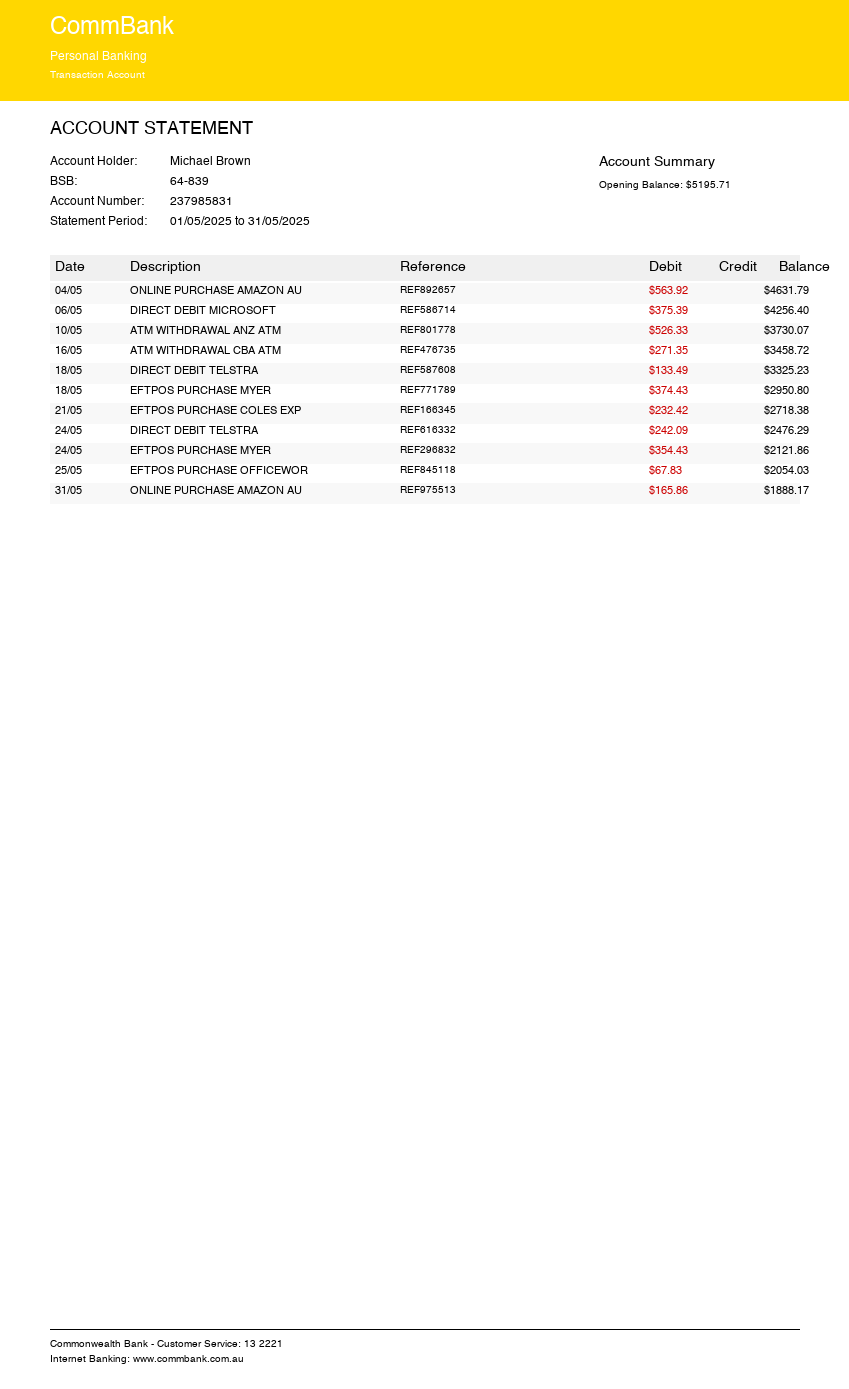 CommBank
Personal Banking
Transaction Account
ACCOUNT STATEMENT
Account Holder: Michael Brown
BSB: 64-839
Account Number: 237985831
Statement Period: 01/05/2025 to 31/05/2025
Account Summary
Opening Balance: $5195.71
Date Description Reference Debit Credit Balance
04/05 ONLINE PURCHASE AMAZON AU REF892657 $563.92 $4631.79
06/05 DIRECT DEBIT MICROSOFT REF586714 $375.39 $4256.40
10/05 ATM WITHDRAWAL ANZ ATM REF801778 $526.33 $3730.07
16/05 ATM WITHDRAWAL CBA ATM REF476735 $271.35 $3458.72
18/05 DIRECT DEBIT TELSTRA REF587608 $133.49 $3325.23
18/05 EFTPOS PURCHASE MYER REF771789 $374.43 $2950.80
21/05 EFTPOS PURCHASE COLES EXP REF166345 $232.42 $2718.38
24/05 DIRECT DEBIT TELSTRA REF616332 $242.09 $2476.29
24/05 EFTPOS PURCHASE MYER REF296832 $354.43 $2121.86
25/05 EFTPOS PURCHASE OFFICEWOR REF845118 $67.83 $2054.03
31/05 ONLINE PURCHASE AMAZON AU REF975513 $165.86 $1888.17
Commonwealth Bank - Customer Service: 13 2221
Internet Banking: www.commbank.com.au